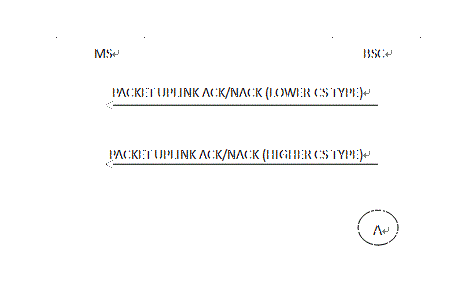 MS
BSC
PACKET UPLINK ACK/NACK (LOWER CS TYPE)
PACKET UPLINK ACK/NACK (HIGHER CS TYPE)
A